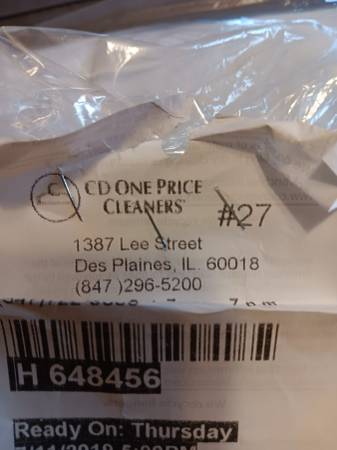 CD ONE PRICE
CLEANERS
#27
1387 Lee Street
Des Plaines, IL. 60018
(847 )296-5200
H 648456
Ready On: Thursday